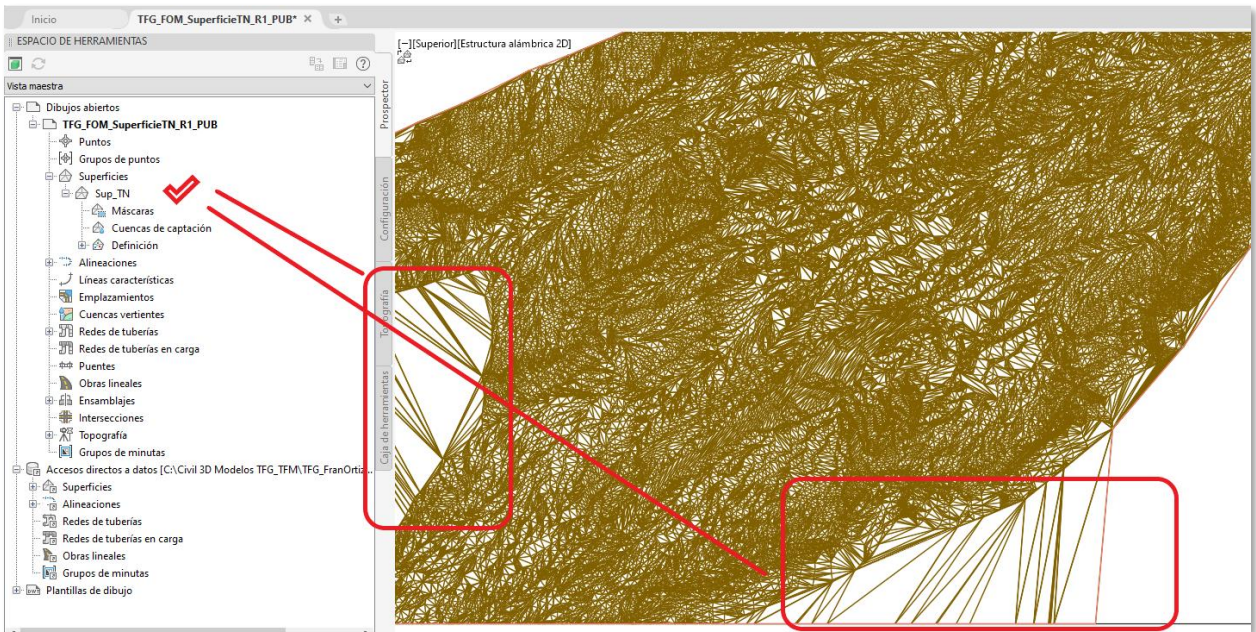 Inicio
TFG_FOM_SuperficieTN_R1_PUB*
ESPACIO DE HERRAMIENTAS
Vista maestra
Dibujos abiertos
TFG_FOM_SuperficieTN_R1_PUB
Puntos
Grupos de puntos
Superficies
Sup_TN
Máscaras
Cuencas de captación
Definición
Alineaciones
Líneas características
Emplazamientos
Cuencas vertientes
Redes de tuberías
Redes de tuberías en carga
Puentes
Obras lineales
Ensamblajes
Intersecciones
Topografía
Grupos de minutas
Accesos directos a datos [C:\Civil 3D Modelos TFG_TFM\TFG_FranOrtiz...
Superficies
Alineaciones
Redes de tuberías
Redes de tuberías en carga
Obras lineales
Grupos de minutas
Plantillas de dibujo
Prospector
Configuración
Topografía
Caja de herramientas
[−][Superior][Estructura alámbrica 2D]